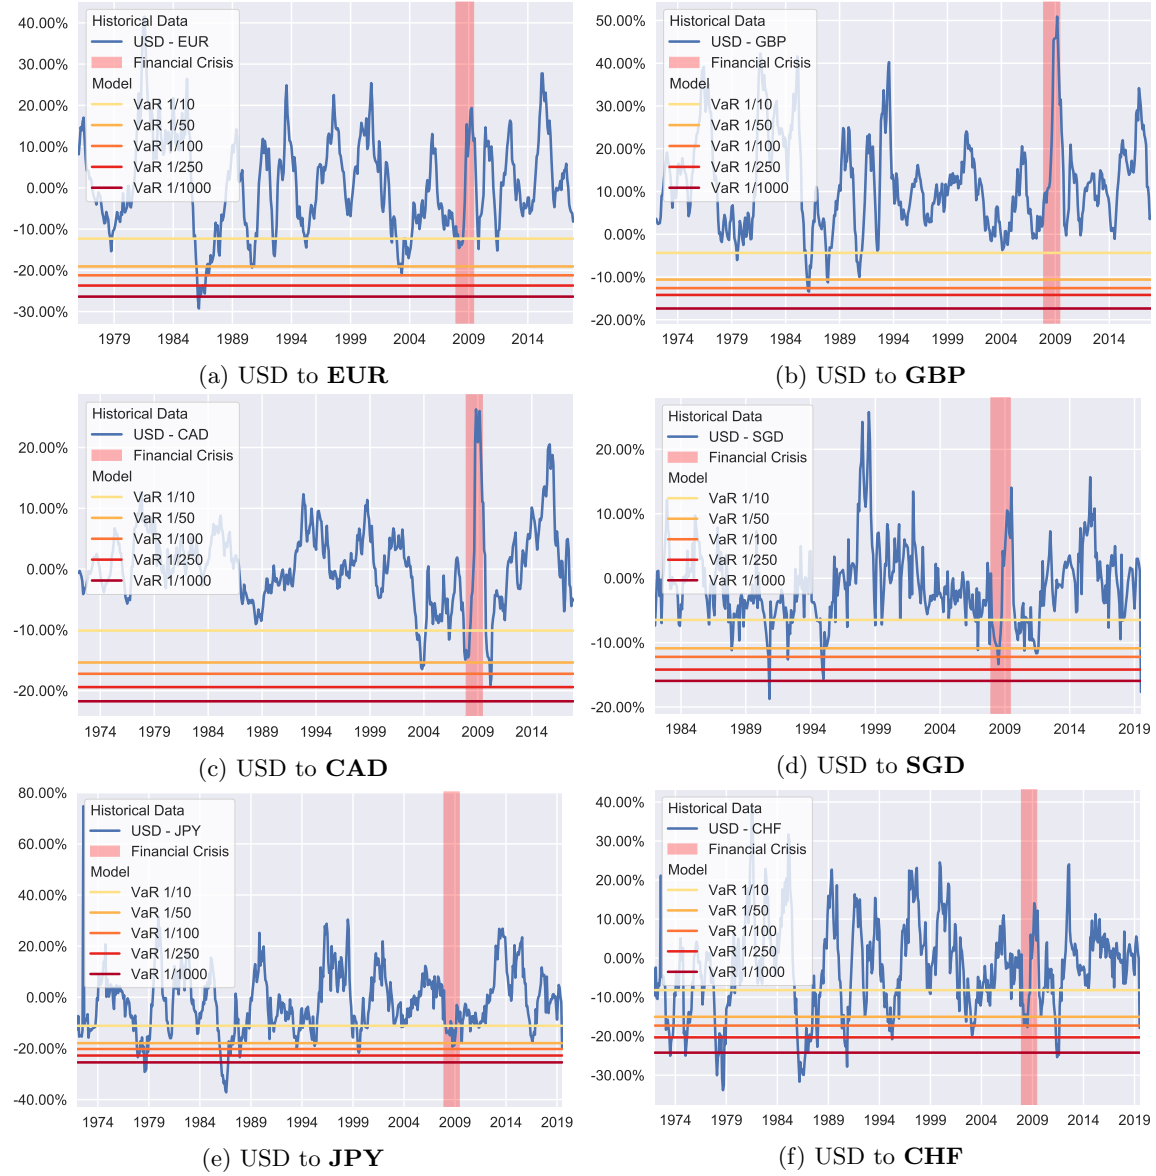 Historical Data
USD - EUR
Financial Crisis
Model
VaR 1/10
VaR 1/50
VaR 1/100
VaR 1/250
VaR 1/1000
40.00%
30.00%
20.00%
10.00%
0.00%
-10.00%
-20.00%
-30.00%
1979 1984 1989 1994 1999 2004 2009 2014
(a) USD to EUR
Historical Data
USD - GBP
Financial Crisis
Model
VaR 1/10
VaR 1/50
VaR 1/100
VaR 1/250
VaR 1/1000
50.00%
40.00%
30.00%
20.00%
10.00%
0.00%
-10.00%
-20.00%
1974 1979 1984 1989 1994 1999 2004 2009 2014
(b) USD to GBP
Historical Data
USD - CAD
Financial Crisis
Model
VaR 1/10
VaR 1/50
VaR 1/100
VaR 1/250
VaR 1/1000
20.00%
10.00%
0.00%
-10.00%
-20.00%
1974 1979 1984 1989 1994 1999 2004 2009 2014
(c) USD to CAD
Historical Data
USD - SGD
Financial Crisis
Model
VaR 1/10
VaR 1/50
VaR 1/100
VaR 1/250
VaR 1/1000
20.00%
10.00%
0.00%
-10.00%
-20.00%
1984 1989 1994 1999 2004 2009 2014 2019
(d) USD to SGD
Historical Data
USD - JPY
Financial Crisis
Model
VaR 1/10
VaR 1/50
VaR 1/100
VaR 1/250
VaR 1/1000
80.00%
60.00%
40.00%
20.00%
0.00%
-20.00%
-40.00%
1974 1979 1984 1989 1994 1999 2004 2009 2014 2019
(e) USD to JPY
Historical Data
USD - CHF
Financial Crisis
Model
VaR 1/10
VaR 1/50
VaR 1/100
VaR 1/250
VaR 1/1000
40.00%
30.00%
20.00%
10.00%
0.00%
-10.00%
-20.00%
-30.00%
1974 1979 1984 1989 1994 1999 2004 2009 2014 2019
(f) USD to CHF